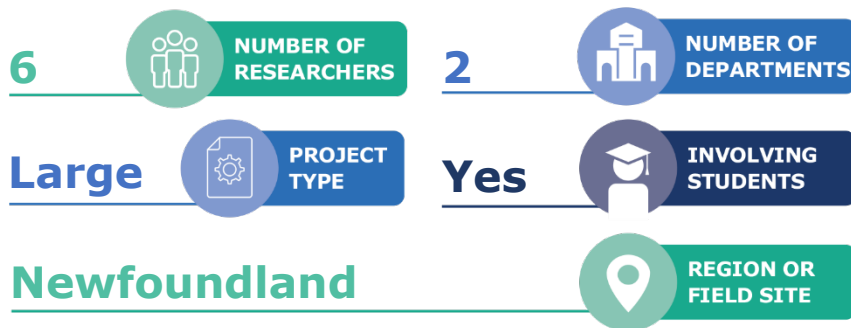 6
NUMBER OF
RESEARCHERS
2
NUMBER OF
DEPARTMENTS
Large
PROJECT
TYPE
Yes
INVOLVING
STUDENTS
Newfoundland
REGION OR
FIELD SITE